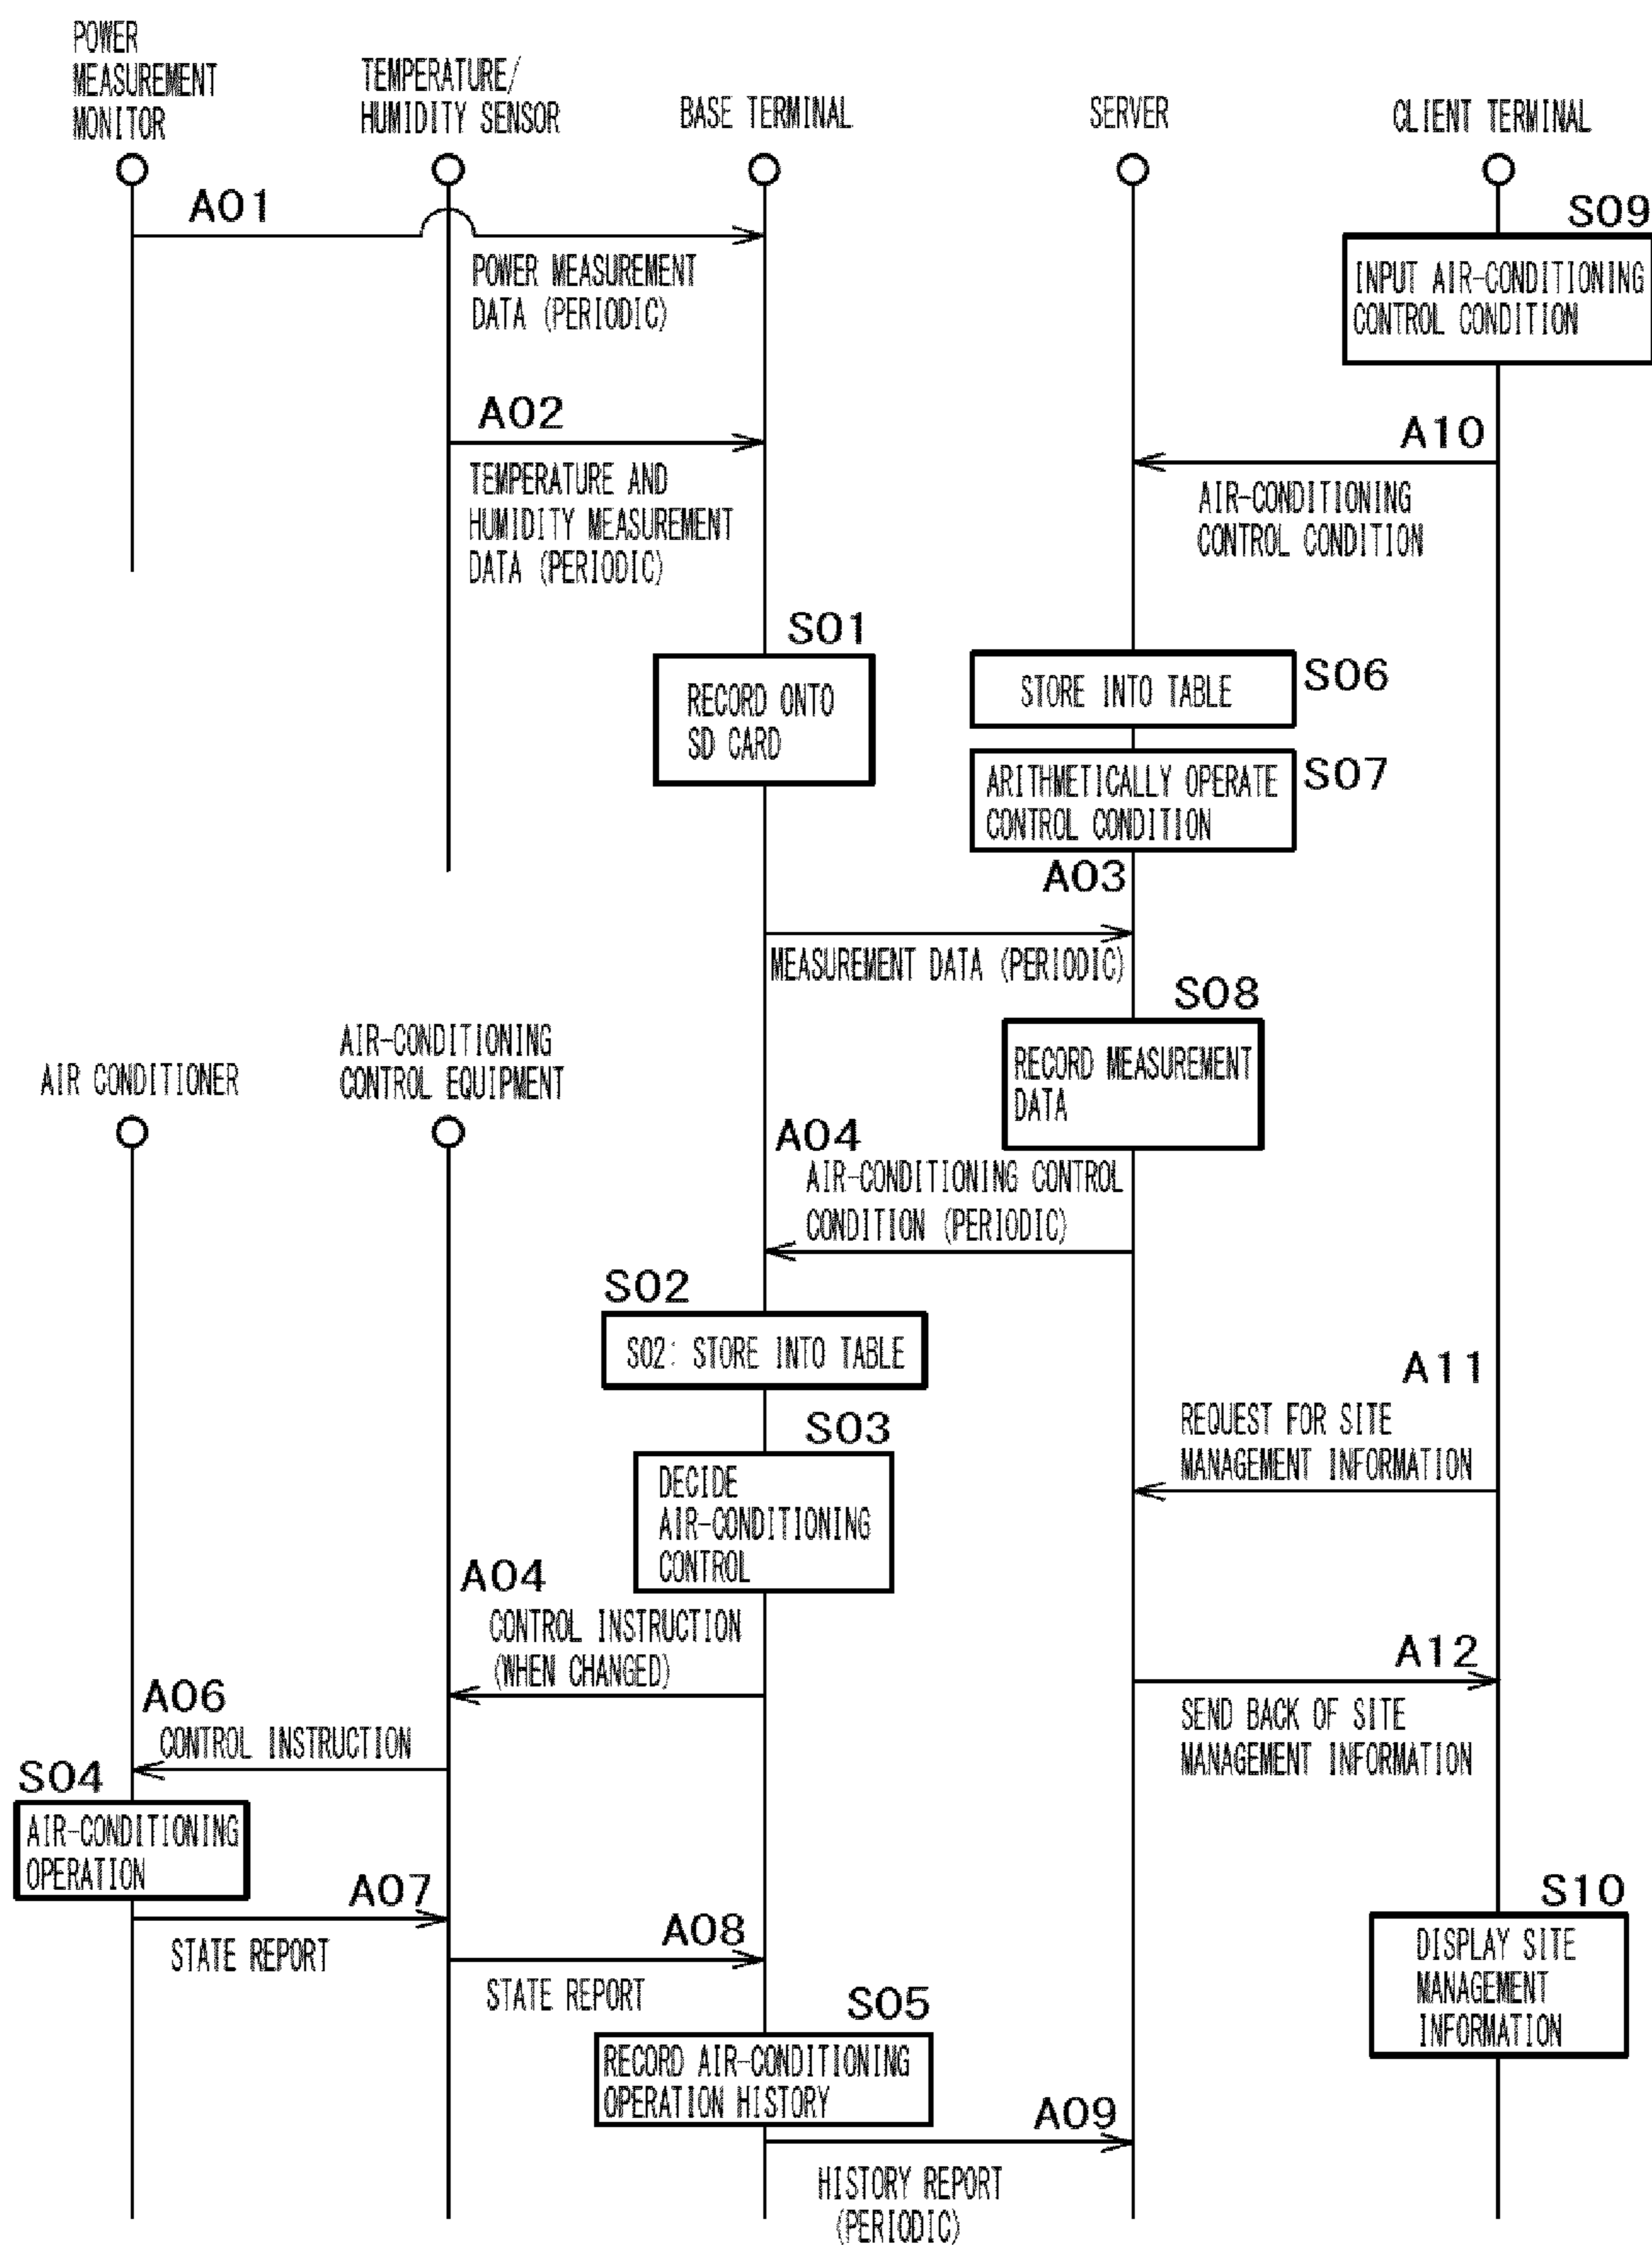 POWER
MEASUREMENT
MONITOR
TEMPERATURE/
HUMIDITY SENSOR
BASE TERMINAL
SERVER
CLIENT TERMINAL
A01
POWER MEASUREMENT
DATA (PERIODIC)
S09
INPUT AIR-CONDITIONING
CONTROL CONDITION
A02
TEMPERATURE AND
HUMIDITY MEASUREMENT
DATA (PERIODIC)
A10
AIR-CONDITIONING
CONTROL CONDITION
S01
RECORD ONTO
SD CARD
STORE INTO TABLE
S06
ARITHMETICALLY OPERATE
CONTROL CONDITION
S07
A03
MEASUREMENT DATA (PERIODIC)
S08
RECORD MEASUREMENT
DATA
AIR CONDITIONER
AIR-CONDITIONING
CONTROL EQUIPMENT
A04
AIR-CONDITIONING CONTROL
CONDITION (PERIODIC)
S02
S02: STORE INTO TABLE
A11
REQUEST FOR SITE
MANAGEMENT INFORMATION
S03
DECIDE
AIR-CONDITIONING
CONTROL
A04
CONTROL INSTRUCTION
(WHEN CHANGED)
A12
SEND BACK OF SITE
MANAGEMENT INFORMATION
A06
CONTROL INSTRUCTION
S04
AIR-CONDITIONING
OPERATION
A07
STATE REPORT
A08
STATE REPORT
S10
DISPLAY SITE
MANAGEMENT
INFORMATION
S05
RECORD AIR-CONDITIONING
OPERATION HISTORY
A09
HISTORY REPORT
(PERIODIC)